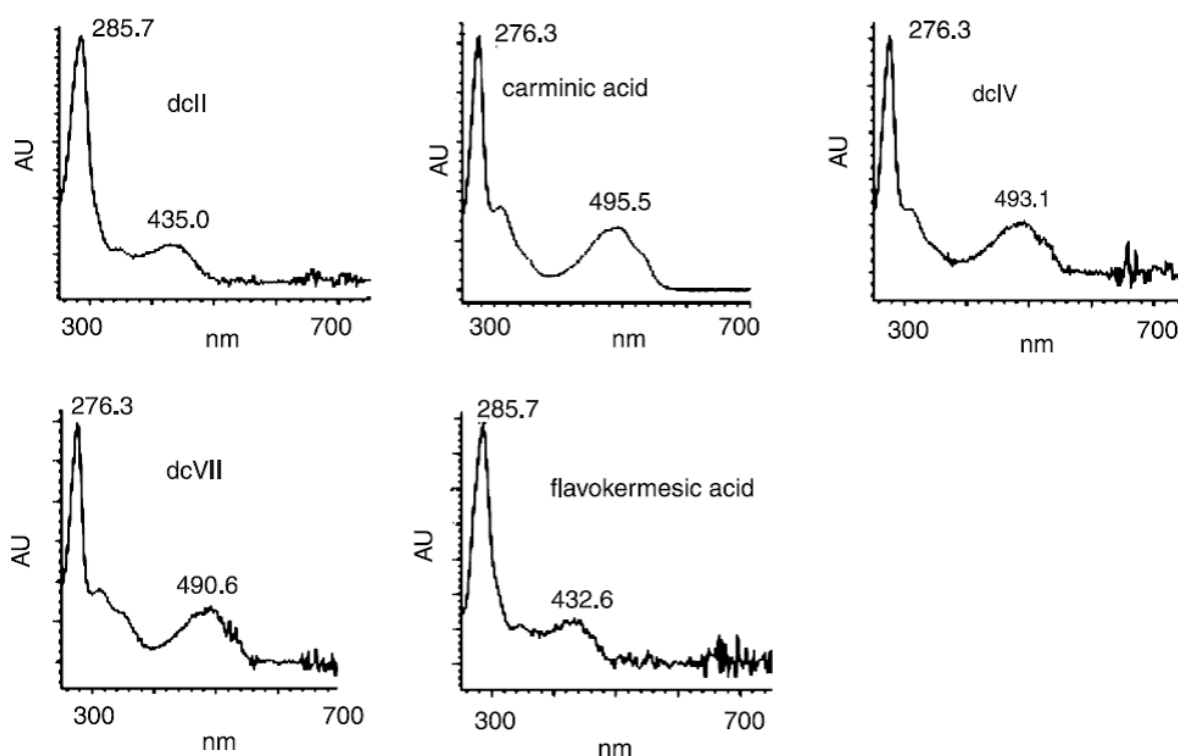 285.7
dcII
AU
435.0
300
700
nm
276.3
carminic acid
AU
495.5
300
700
nm
276.3
dcIV
AU
493.1
300
700
nm
276.3
dcVII
AU
490.6
300
700
nm
285.7
flavokermesic acid
AU
432.6
300
700
nm